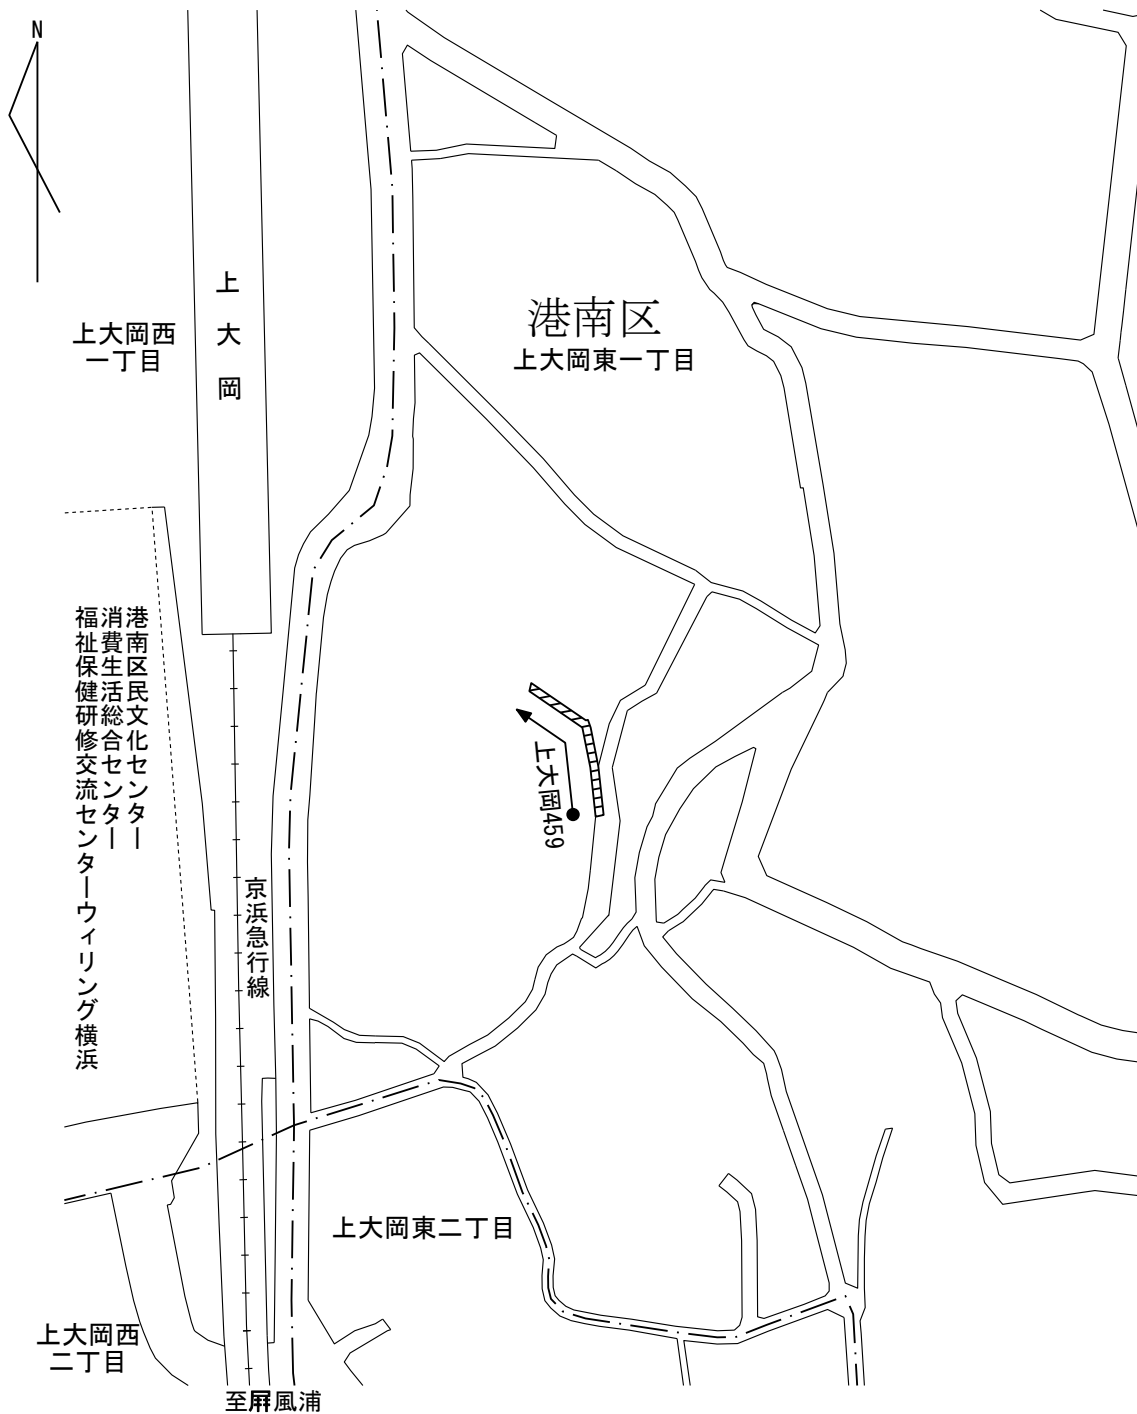 N
上大岡
港南区
上大岡東一丁目
上大岡西
一丁目
港南区民文化センター
消費生活総合センター
福祉保健研修交流センターウィリング横浜
上大岡459
京浜急行線
上大岡東二丁目
上大岡西
二丁目
至屛風浦